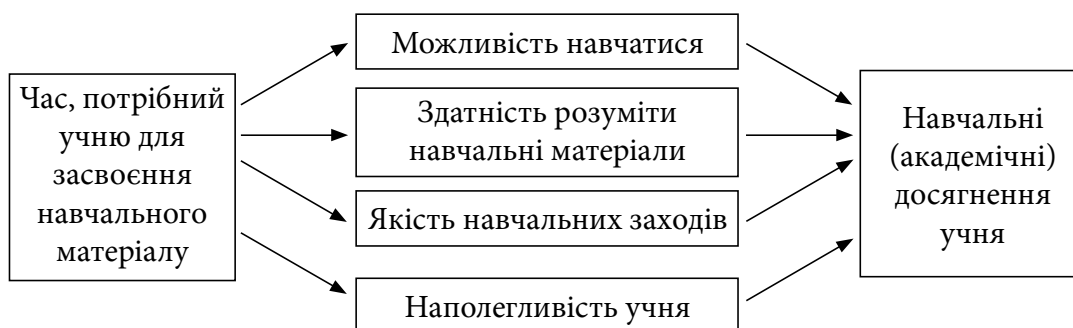 Час, потрібний
учню для
засвоєння
навчального
матеріалу
Можливість навчатися
Здатність розуміти
навчальні матеріали
Якість навчальних заходів
Наполегливість учня
Навчальні
(академічні)
досягнення
учня